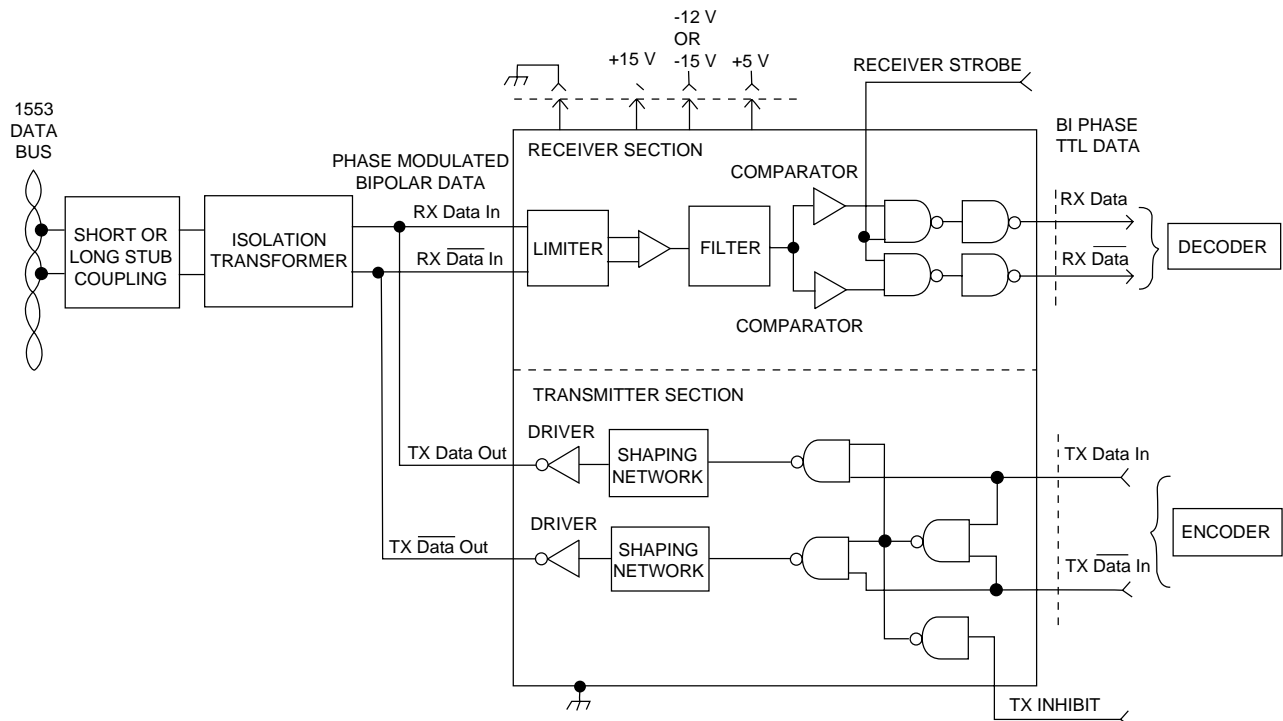 -12 V
OR
-15 V
+15 V
+5 V
RECEIVER STROBE
1553
DATA
BUS
BI PHASE
TTL DATA
PHASE MODULATED
BIPOLAR DATA
RECEIVER SECTION
COMPARATOR
RX Data In
RX Data
SHORT OR
LONG STUB
COUPLING
ISOLATION
TRANSFORMER
LIMITER
FILTER
DECODER
RX Data In
RX Data
COMPARATOR
TRANSMITTER SECTION
DRIVER
TX Data Out
SHAPING
NETWORK
TX Data In
DRIVER
TX Data Out
SHAPING
NETWORK
ENCODER
TX Data In
TX INHIBIT